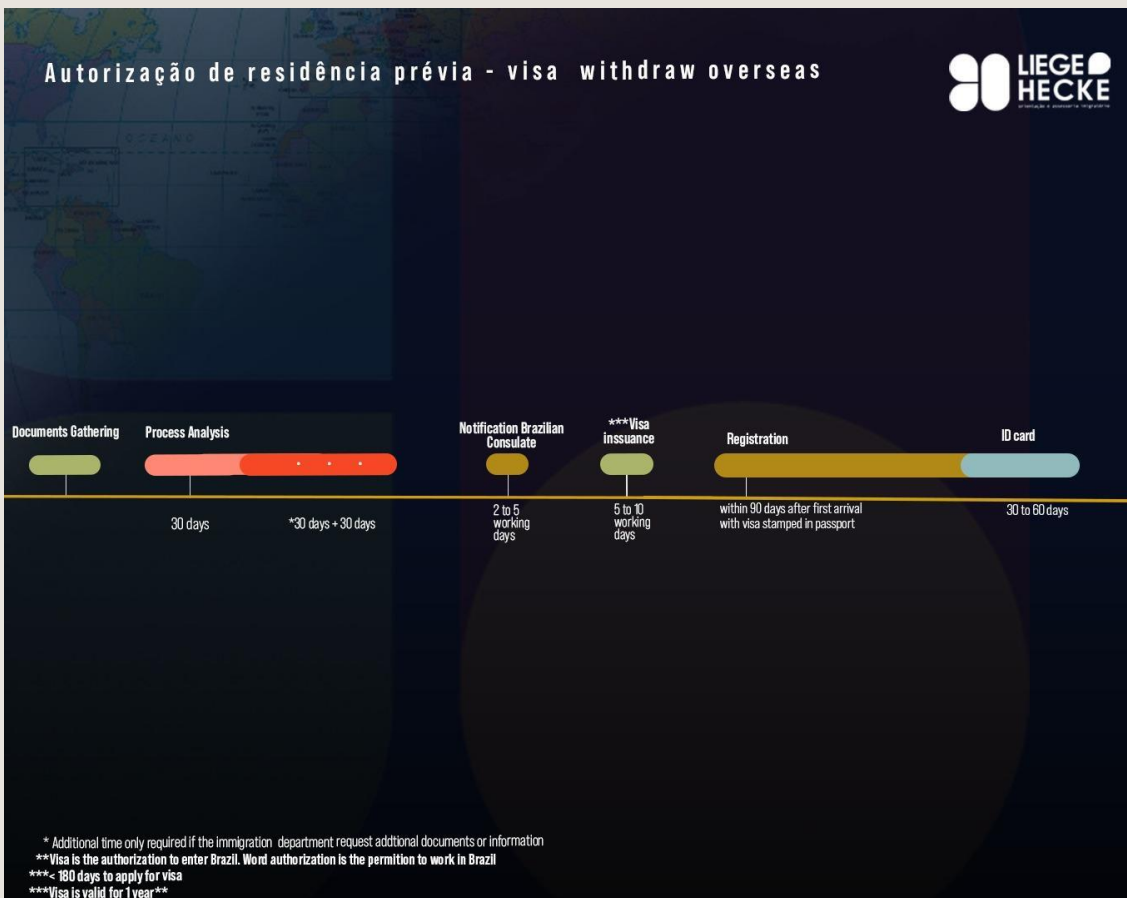 Autorização de residência prévia - visa withdraw overseas
LIEGE
HECKE
OZEANO
Documents Gathering
Process Analysis
Notification Brazilian
Consulate
***Visa
inssuance
Registration
ID card
30 days
*30 days + 30 days
2 to 5
working
days
5 to 10
working
days
within 90 days after first arrival
with visa stamped in passport
30 to 60 days
* Additional time only required if the immigration department request addtional documents or information
**Visa is the authorization to enter Brazil. Word authorization is the permition to work in Brazil
***< 180 days to apply for visa
***Visa is valid for 1 year**